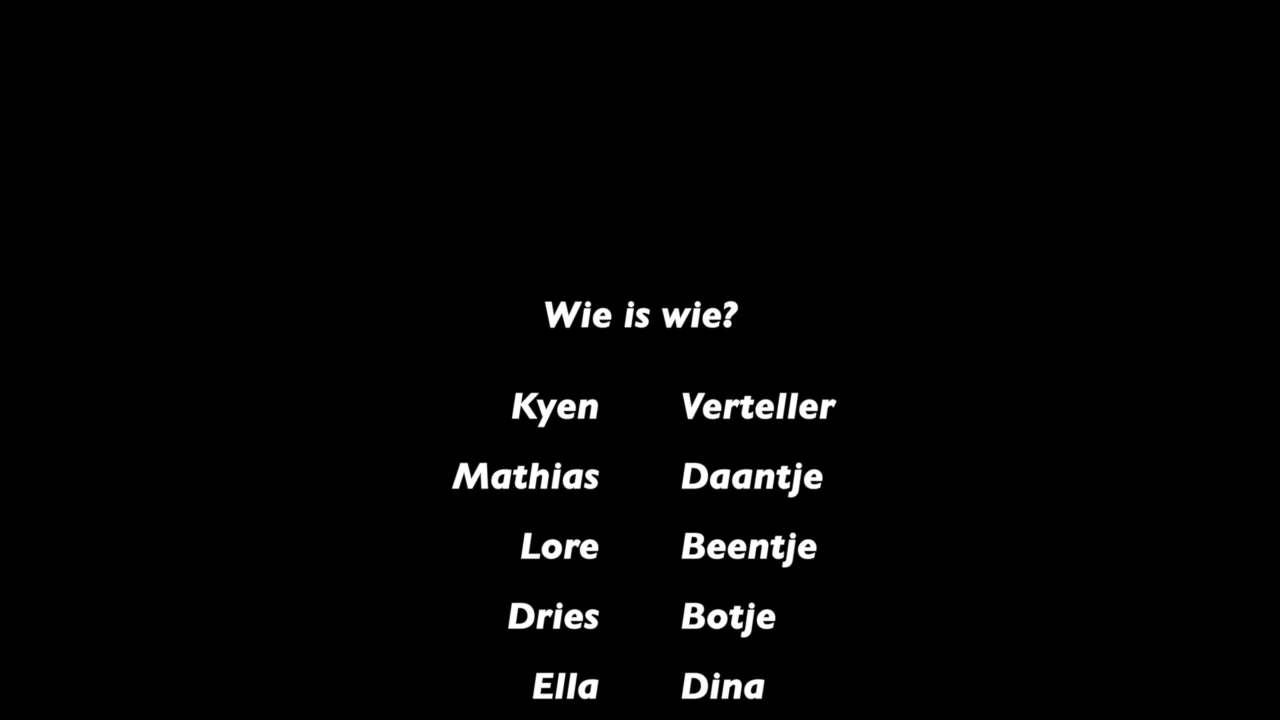 Wie is wie?
Kyen Verteller
Mathias Daantje
Lore Beentje
Dries Botje
Ella Dina